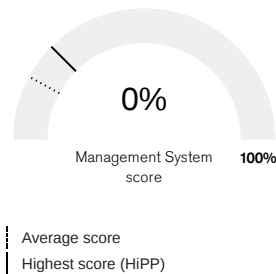 0%
Management System
score
100%
Average score
Highest score (HiPP)